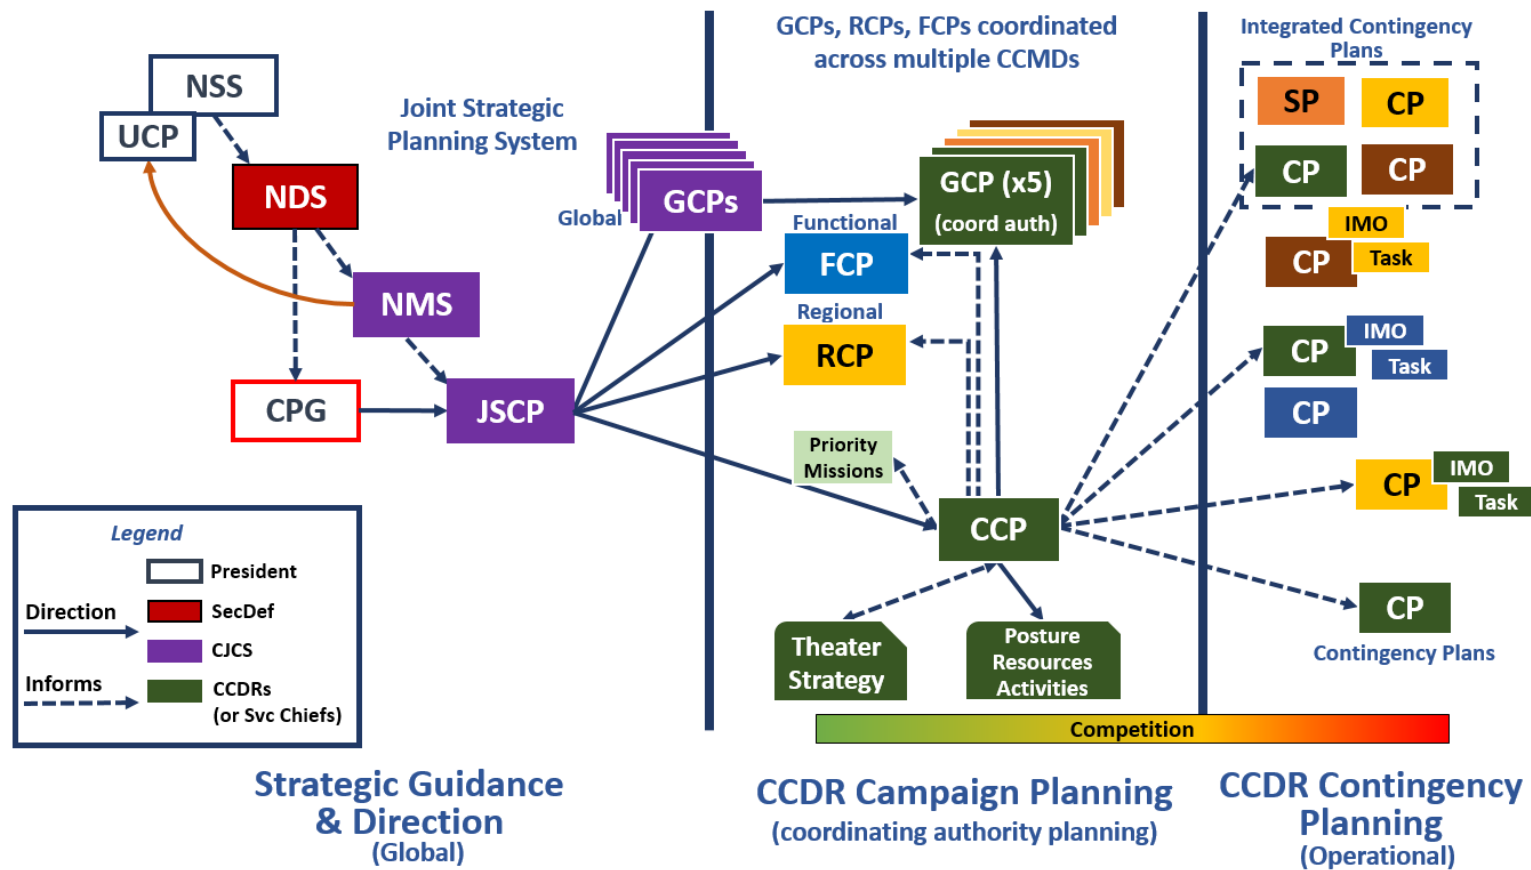 NSS
UCP
NDS
NMS
CPG
JSCP
Joint Strategic
Planning System
Global
GCPs
Legend
President
Direction
SecDef
CJCS
Informs
CCDRs
(or Svc Chiefs)
Strategic Guidance
& Direction
(Global)
GCPs, RCPs, FCPs coordinated
across multiple CCMDs
GCP (x5)
(coord auth)
Functional
FCP
Regional
RCP
Priority
Missions
CCP
Theater
Strategy
Posture
Resources
Activities
Competition
CCDR Campaign Planning
(coordinating authority planning)
Integrated Contingency
Plans
SP
CP
CP
CP
IMO
CP
Task
IMO
CP
Task
CP
IMO
CP
Task
CP
Contingency Plans
CCDR Contingency
Planning
(Operational)